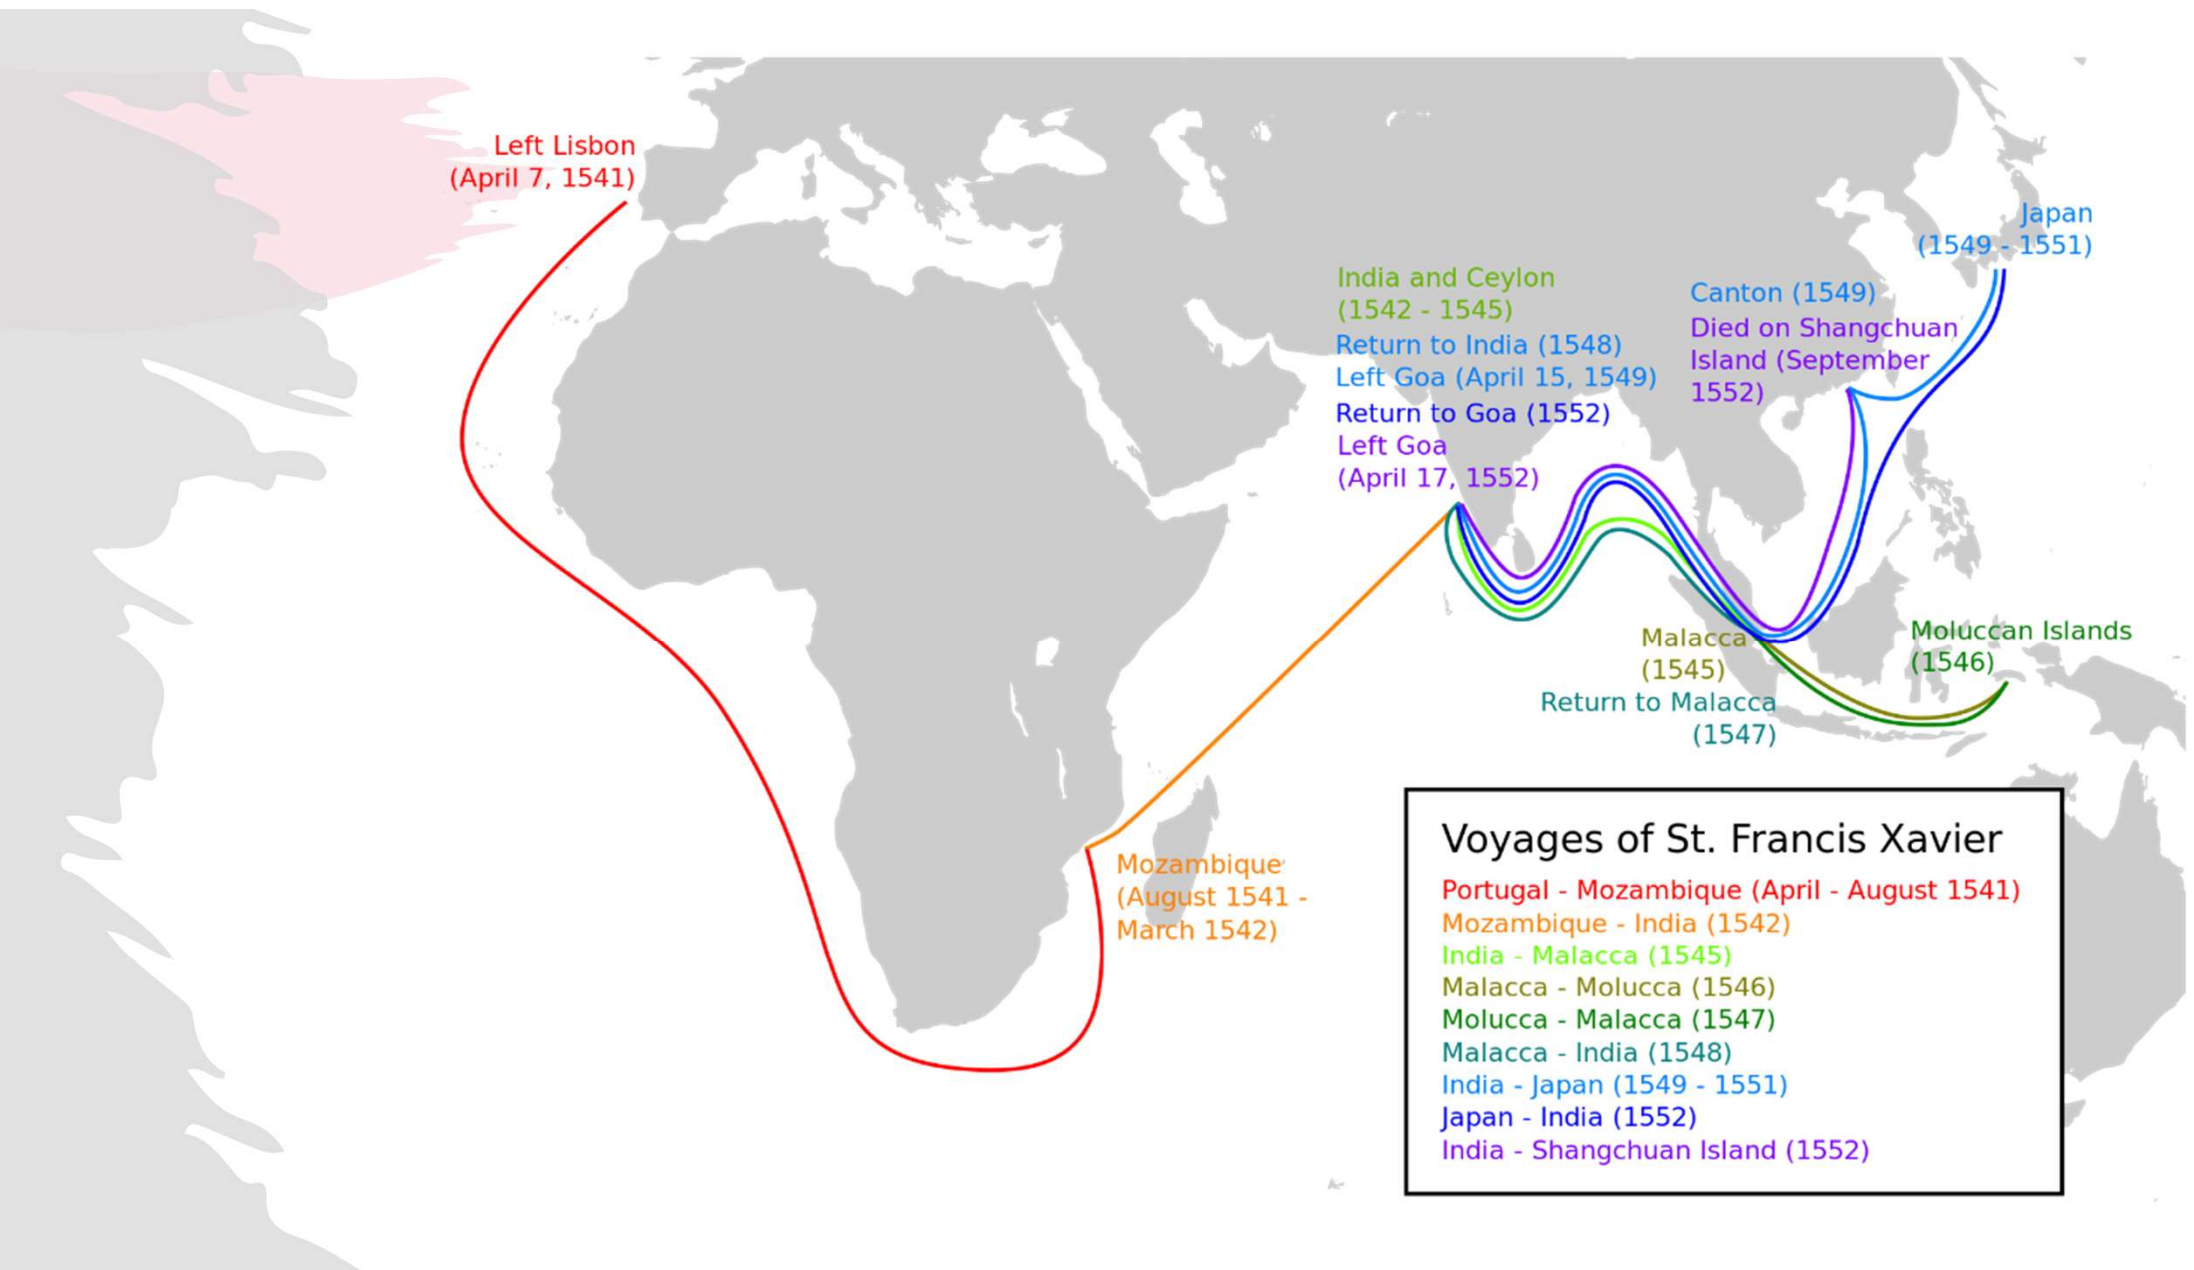 Left Lisbon
(April 7, 1541)
Japan
(1549 - 1551)
India and Ceylon
(1542 - 1545)
Return to India (1548)
Left Goa (April 15, 1549)
Return to Goa (1552)
Left Goa
(April 17, 1552)
Canton (1549)
Died on Shangchuan
Island (September
1552)
Malacca
(1545)
Return to Malacca
(1547)
Moluccan Islands
(1546)
Mozambique
(August 1541 -
March 1542)
Voyages of St. Francis Xavier
Portugal - Mozambique (April - August 1541)
Mozambique - India (1542)
India - Malacca (1545)
Malacca - Molucca (1546)
Molucca - Malacca (1547)
Malacca - India (1548)
India - Japan (1549 - 1551)
Japan - India (1552)
India - Shangchuan Island (1552)